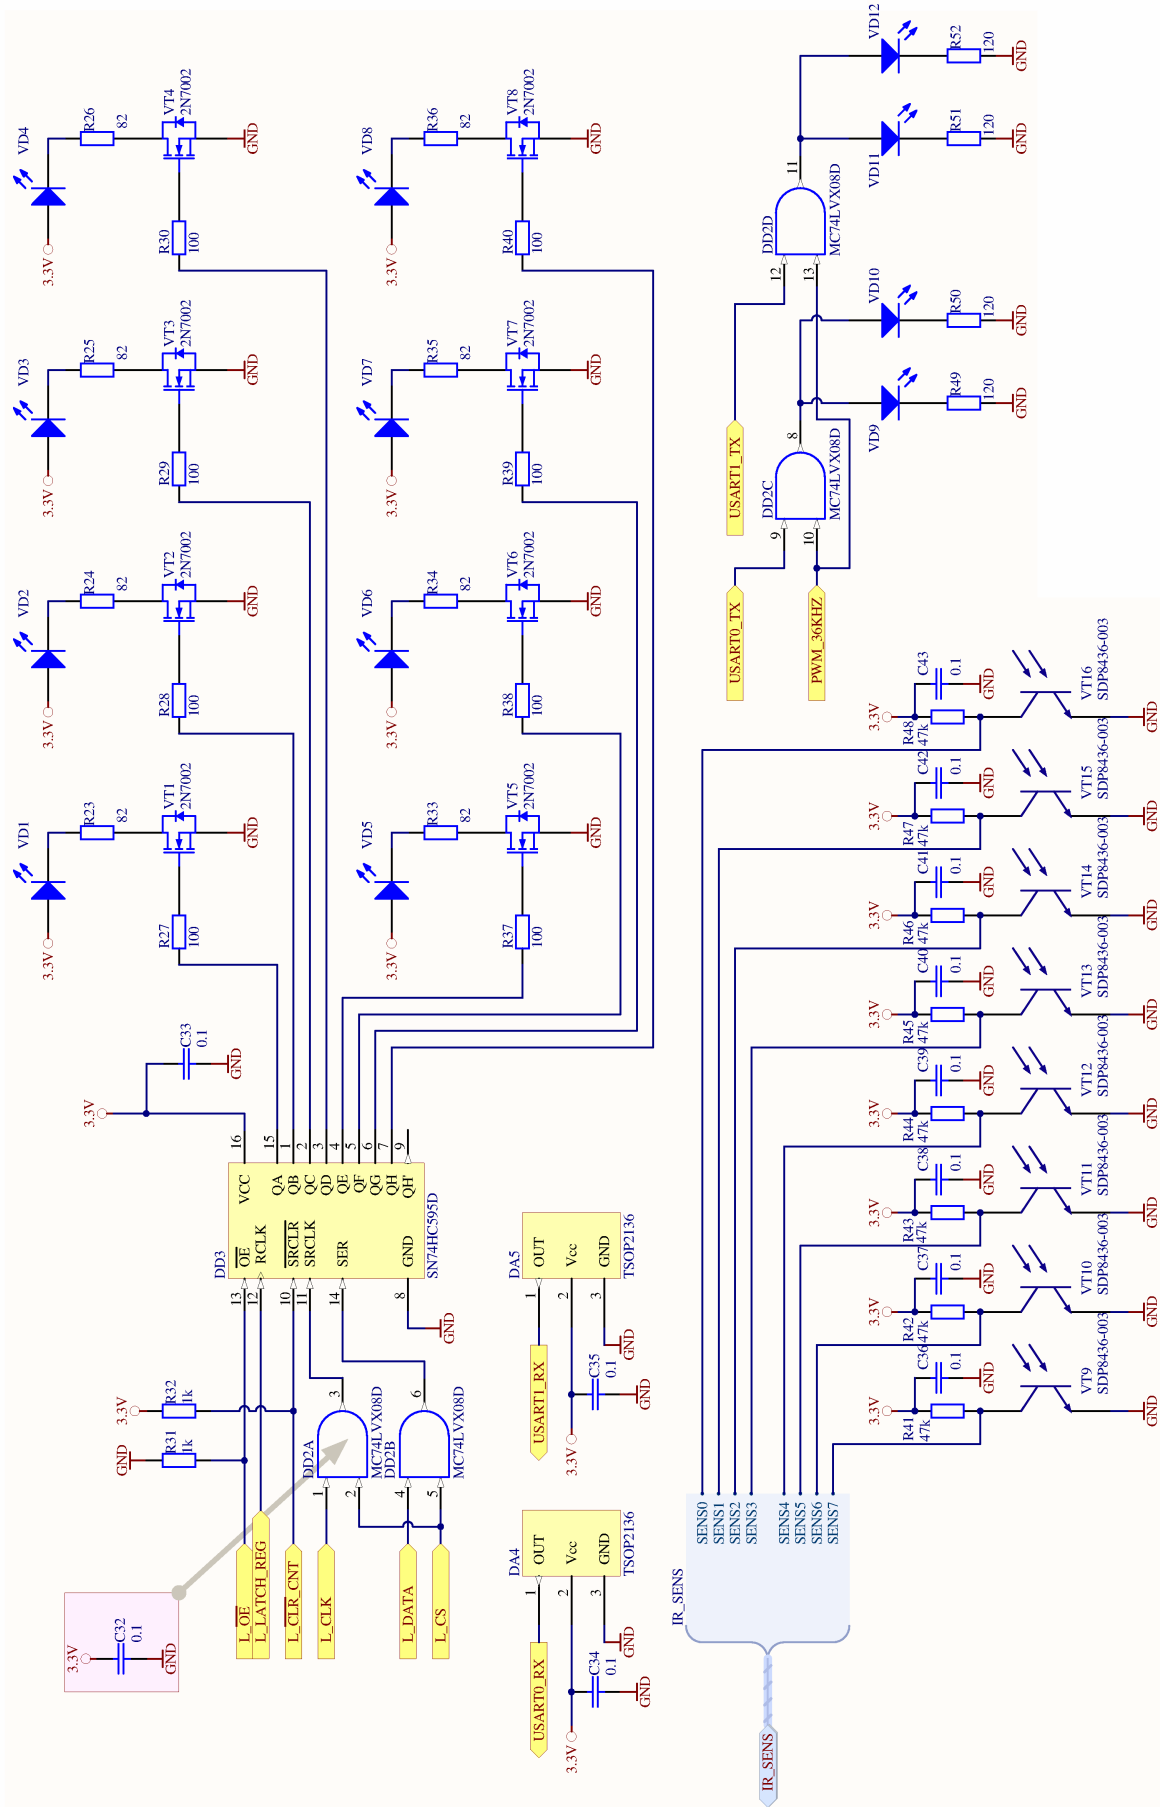 VD4
R26
82
VT4
2N7002
GND
R30
100
3.3V
VD8
R36
82
VT8
2N7002
GND
R40
100
3.3V
VD3
R25
82
VT3
2N7002
GND
R29
100
3.3V
VD7
R35
82
VT7
2N7002
GND
R39
100
3.3V
VD2
R24
82
VT2
2N7002
GND
R28
100
3.3V
VD6
R34
82
VT6
2N7002
GND
R38
100
3.3V
VD1
R23
82
VT1
2N7002
GND
R27
100
3.3V
VD5
R33
82
VT5
2N7002
GND
R37
100
3.3V
VD12
R52
120
GND
VD11
R51
120
GND
11
DD2D
MC74LVX08D
12
13
VD10
R50
120
GND
VD9
R49
120
GND
8
DD2C
MC74LVX08D
9
10
USART1_TX
USART0_TX
PWM_36KHZ
3.3V
C33
0.1
GND
16
15
1
2
3
4
5
6
7
9
VCC
QA
QB
QC
QD
QE
QF
QG
QH
QH'
OE
RCLK
SRCLR
SRCLK
SER
GND
DD3
SN74HC595D
13
12
10
11
14
8
GND
3.3V
R32
1k
GND
R31
1k
3
DD2A
MC74LVX08D
1
2
6
DD2B
MC74LVX08D
4
5
L_OE
L_LATCH_REG
L_CLR_CNT
L_CLK
L_DATA
L_CS
3.3V
C32
0.1
GND
DA5
OUT
Vcc
GND
TSOP2136
1
2
3
USART1_RX
GND
C35
0.1
GND
3.3V
DA4
OUT
Vcc
GND
TSOP2136
1
2
3
USART0_RX
GND
C34
0.1
GND
3.3V
3.3V
R48
47k
C43
0.1
GND
VT16
SDP8436-003
GND
3.3V
R47
47k
C42
0.1
GND
VT15
SDP8436-003
GND
3.3V
R46
47k
C41
0.1
GND
VT14
SDP8436-003
GND
3.3V
R45
47k
C40
0.1
GND
VT13
SDP8436-003
GND
3.3V
R44
47k
C39
0.1
GND
VT12
SDP8436-003
GND
3.3V
R43
47k
C38
0.1
GND
VT11
SDP8436-003
GND
3.3V
R42
47k
C37
0.1
GND
VT10
SDP8436-003
GND
3.3V
R41
47k
C36
0.1
GND
VT9
SDP8436-003
GND
SENS0
SENS1
SENS2
SENS3
SENS4
SENS5
SENS6
SENS7
IR_SENS
IR_SENS